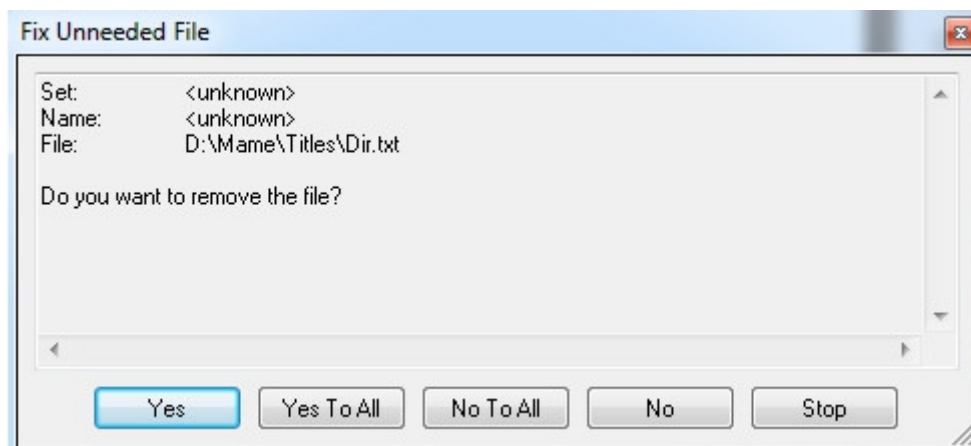 Fix Unneeded File
Set: <unknown>
Name: <unknown>
File: D:\Mame\Titles\Dir.txt
Do you want to remove the file?
Yes Yes To All No To All No Stop